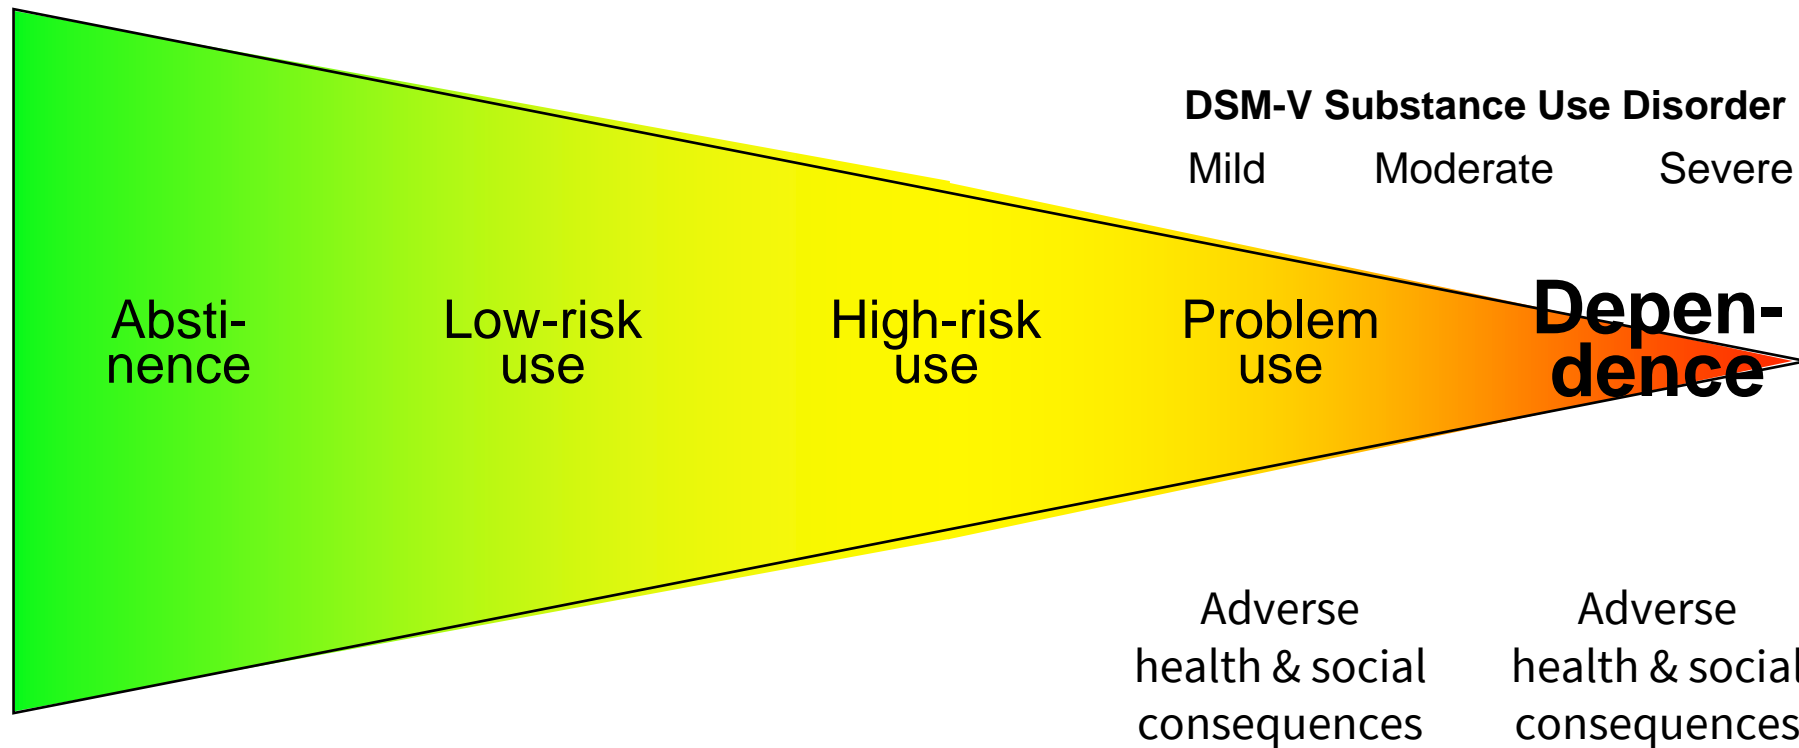 DSM-V Substance Use Disorder
Mild Moderate Severe
Absti-
nence
Low-risk
use
High-risk
use
Problem
use
Depen-
dence
Adverse
health & social
consequences
Adverse
health & social
consequences